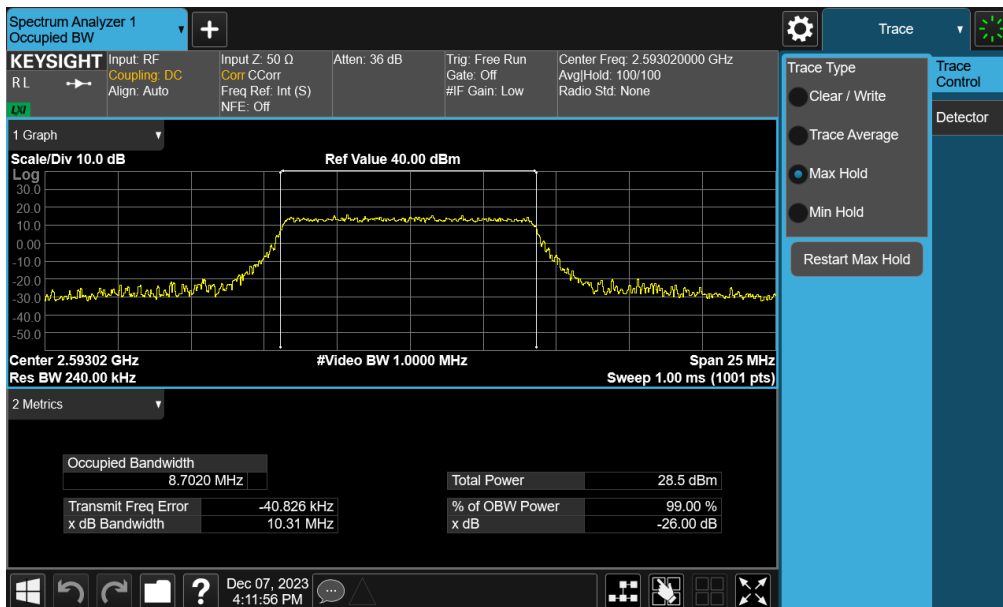 Spectrum Analyzer 1
Occupied BW
Trace
KEYSIGHT
R L
LXI
Input: RF
Coupling: DC
Align: Auto
Input Z: 50 Ω
Corr CCorr
Freq Ref: Int (S)
NFE: Off
Atten: 36 dB
Trig: Free Run
Gate: Off
#IF Gain: Low
Center Freq: 2.593020000 GHz
Avg|Hold: 100/100
Radio Std: None
1 Graph
Scale/Div 10.0 dB
Ref Value 40.00 dBm
Log
30.0
20.0
10.0
0.00
-10.0
-20.0
-30.0
-40.0
-50.0
Center 2.59302 GHz
#Video BW 1.0000 MHz
Span 25 MHz
Res BW 240.00 kHz
Sweep 1.00 ms (1001 pts)
2 Metrics
Occupied Bandwidth
8.7020 MHz
Transmit Freq Error -40.826 kHz
x dB Bandwidth 10.31 MHz
Total Power 28.5 dBm
% of OBW Power 99.00 %
x dB -26.00 dB
Trace Type
Clear / Write
Trace Average
Max Hold
Min Hold
Restart Max Hold
Trace
Control
Detector
?
Dec 07, 2023
4:11:56 PM